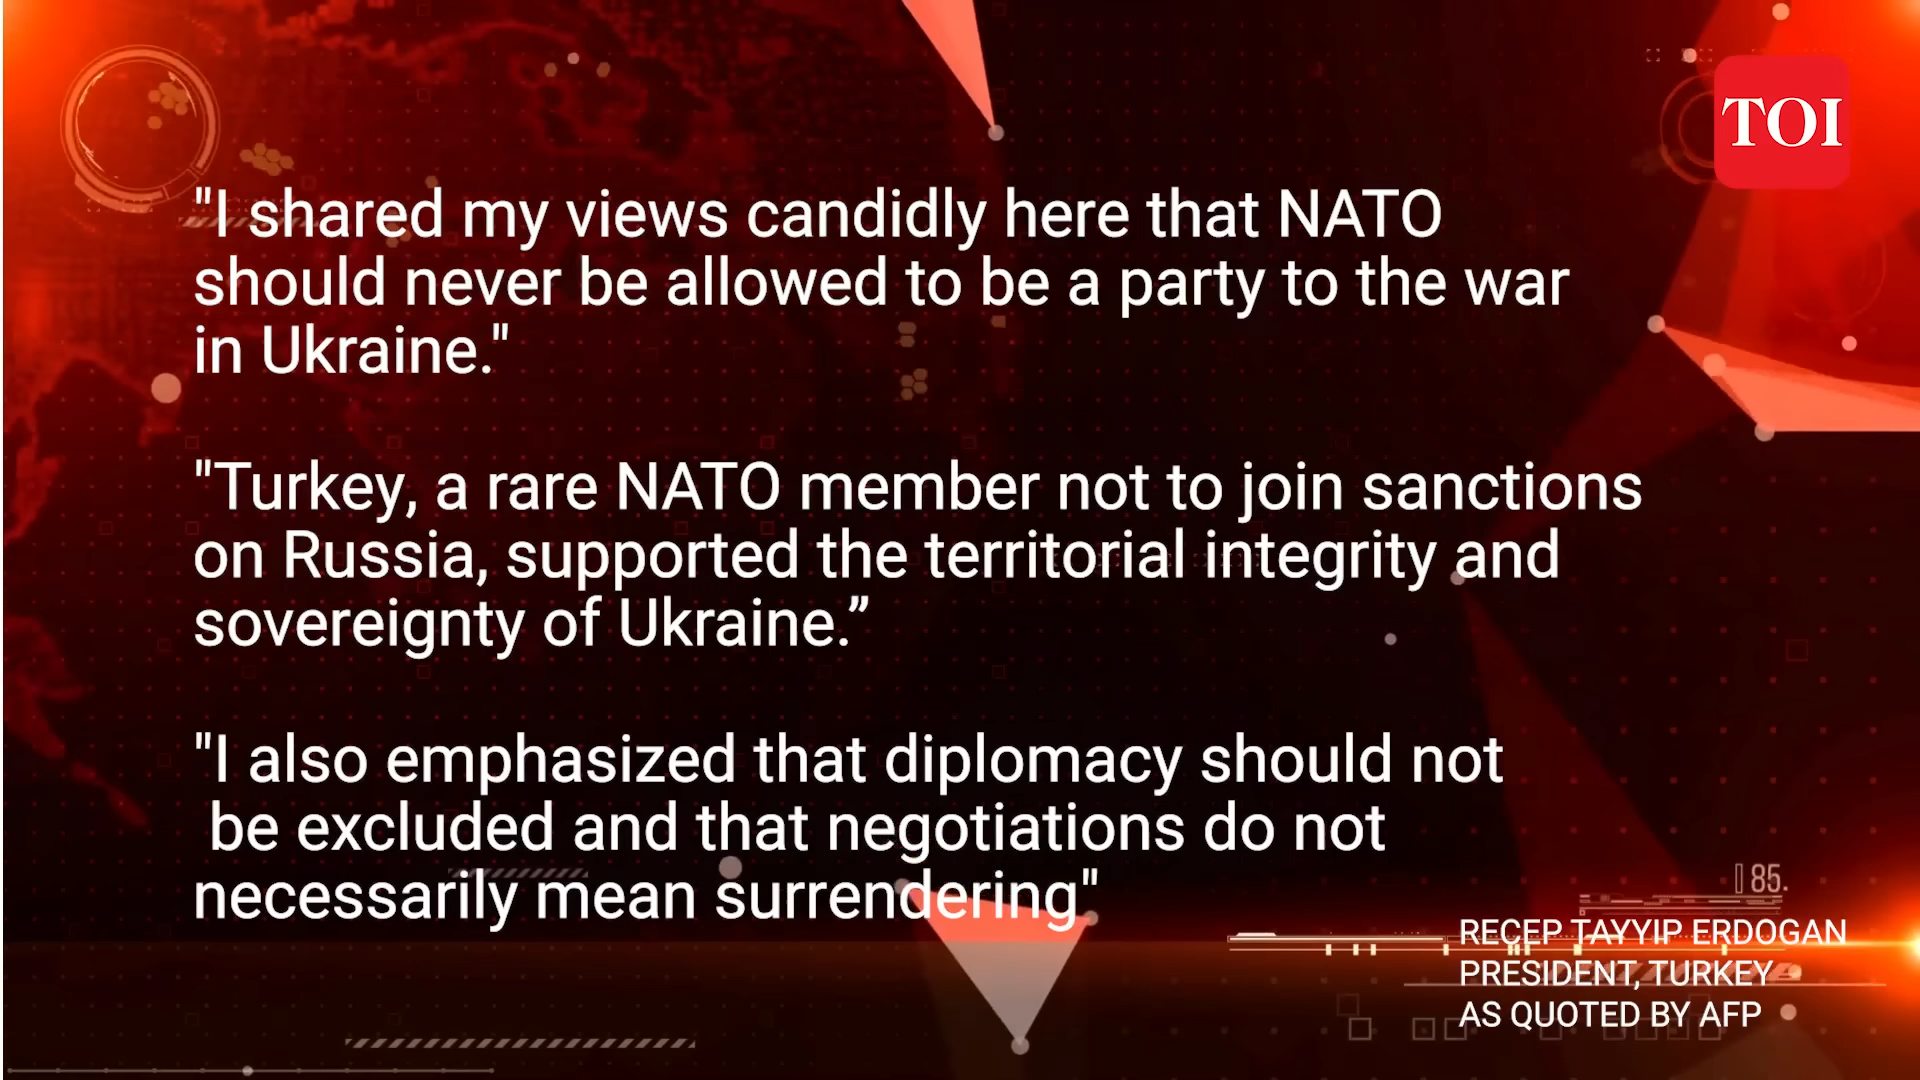 TOI
"I shared my views candidly here that NATO
should never be allowed to be a party to the war
in Ukraine."
"Turkey, a rare NATO member not to join sanctions
on Russia, supported the territorial integrity and
sovereignty of Ukraine.”
"I also emphasized that diplomacy should not
be excluded and that negotiations do not
necessarily mean surrendering"
85.
RECEP TAYYIP ERDOGAN
PRESIDENT, TURKEY
AS QUOTED BY AFP